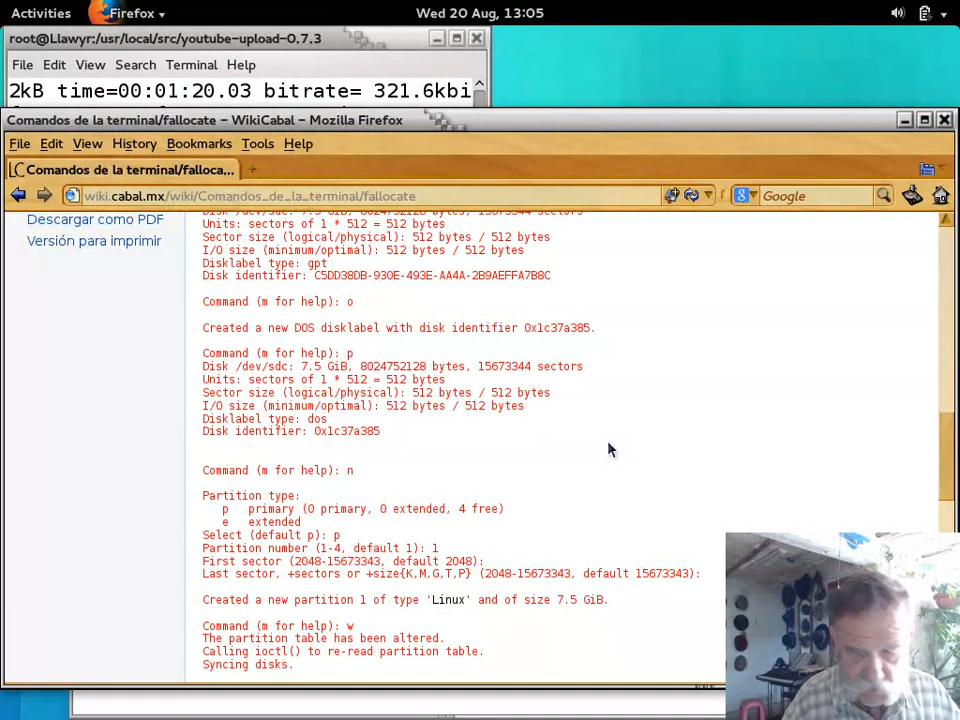 Activities Firefox Wed 20 Aug, 13:05
root@Llawyr:/usr/local/src/youtube-upload-0.7.3
File Edit View Search Terminal Help
2kB time=00:01:20.03 bitrate= 321.6kbi
Comandos de la terminal/fallocate – WikiCabal – Mozilla Firefox
File Edit View History Bookmarks Tools Help
Comandos de la terminal/falloca...
wiki.cabal.mx/wiki/Comandos_de_la_terminal/fallocate
Google
Descargar como PDF
Versión para imprimir
Disk /dev/sdc: 7.5 GiB, 8024752128 bytes, 15673344 sectors
Units: sectors of 1 * 512 = 512 bytes
Sector size (logical/physical): 512 bytes / 512 bytes
I/O size (minimum/optimal): 512 bytes / 512 bytes
Disklabel type: gpt
Disk identifier: C5DD38DB-930E-493E-AA4A-2B9AEFFA7B8C
Command (m for help): o
Created a new DOS disklabel with disk identifier 0x1c37a385.
Command (m for help): p
Disk /dev/sdc: 7.5 GiB, 8024752128 bytes, 15673344 sectors
Units: sectors of 1 * 512 = 512 bytes
Sector size (logical/physical): 512 bytes / 512 bytes
I/O size (minimum/optimal): 512 bytes / 512 bytes
Disklabel type: dos
Disk identifier: 0x1c37a385
Command (m for help): n
Partition type:
p primary (0 primary, 0 extended, 4 free)
e extended
Select (default p): p
Partition number (1-4, default 1): 1
First sector (2048-15673343, default 2048):
Last sector, +sectors or +size{K,M,G,T,P} (2048-15673343, default 15673343):
Created a new partition 1 of type 'Linux' and of size 7.5 GiB.
Command (m for help): w
The partition table has been altered.
Calling ioctl() to re-read partition table.
Syncing disks.